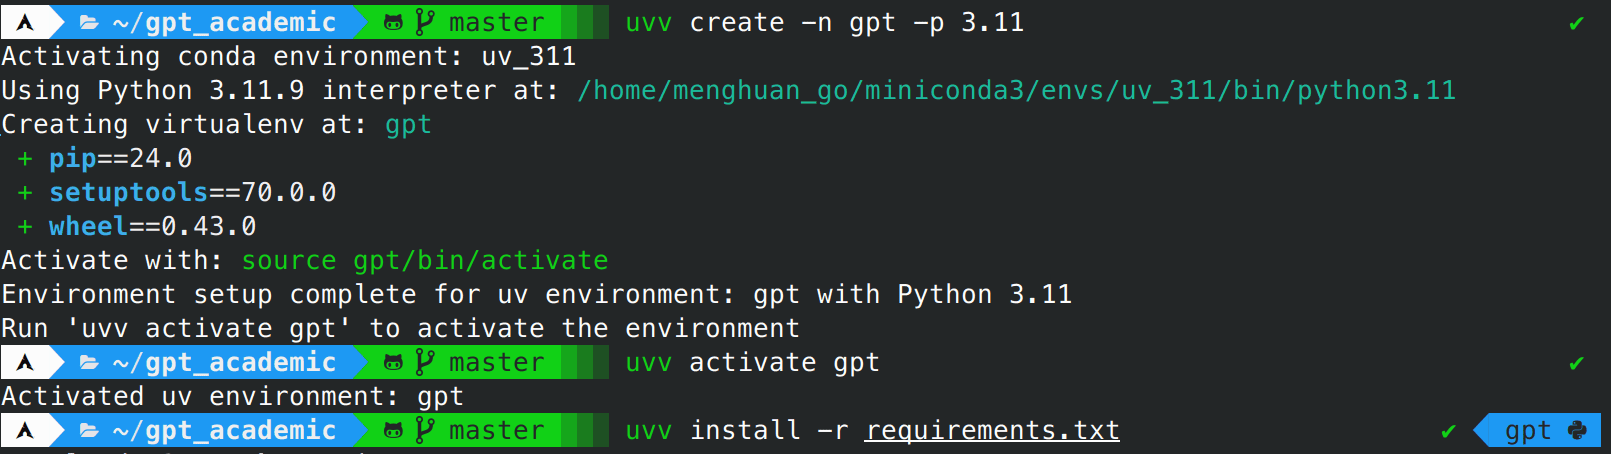 ~/gpt_academic master uvv create -n gpt -p 3.11 ✔
Activating conda environment: uv_311
Using Python 3.11.9 interpreter at: /home/menghuan_go/miniconda3/envs/uv_311/bin/python3.11
Creating virtualenv at: gpt
+ pip==24.0
+ setuptools==70.0.0
+ wheel==0.43.0
Activate with: source gpt/bin/activate
Environment setup complete for uv environment: gpt with Python 3.11
Run 'uvv activate gpt' to activate the environment
~/gpt_academic master uvv activate gpt ✔
Activated uv environment: gpt
~/gpt_academic master uvv install -r requirements.txt ✔ gpt